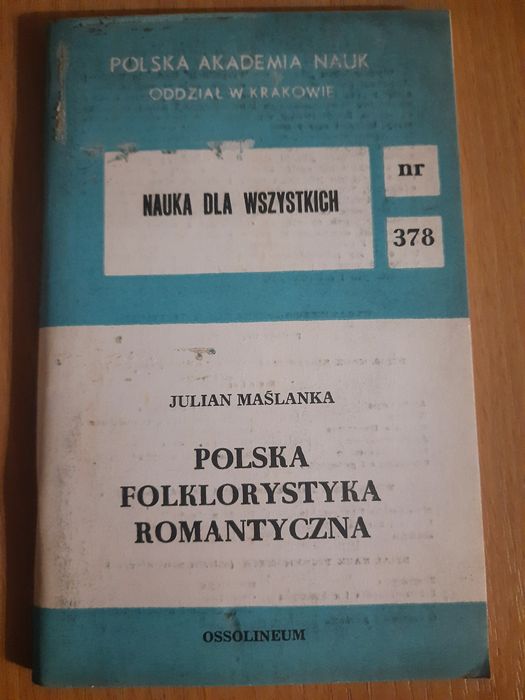 POLSKA AKADEMIA NAUK
ODDZIAŁ W KRAKOWIE
NAUKA DLA WSZYSTKICH
nr
378
JULIAN MAŚLANKA
POLSKA
FOLKLORYSTYKA
ROMANTYCZNA
OSSOLINEUM